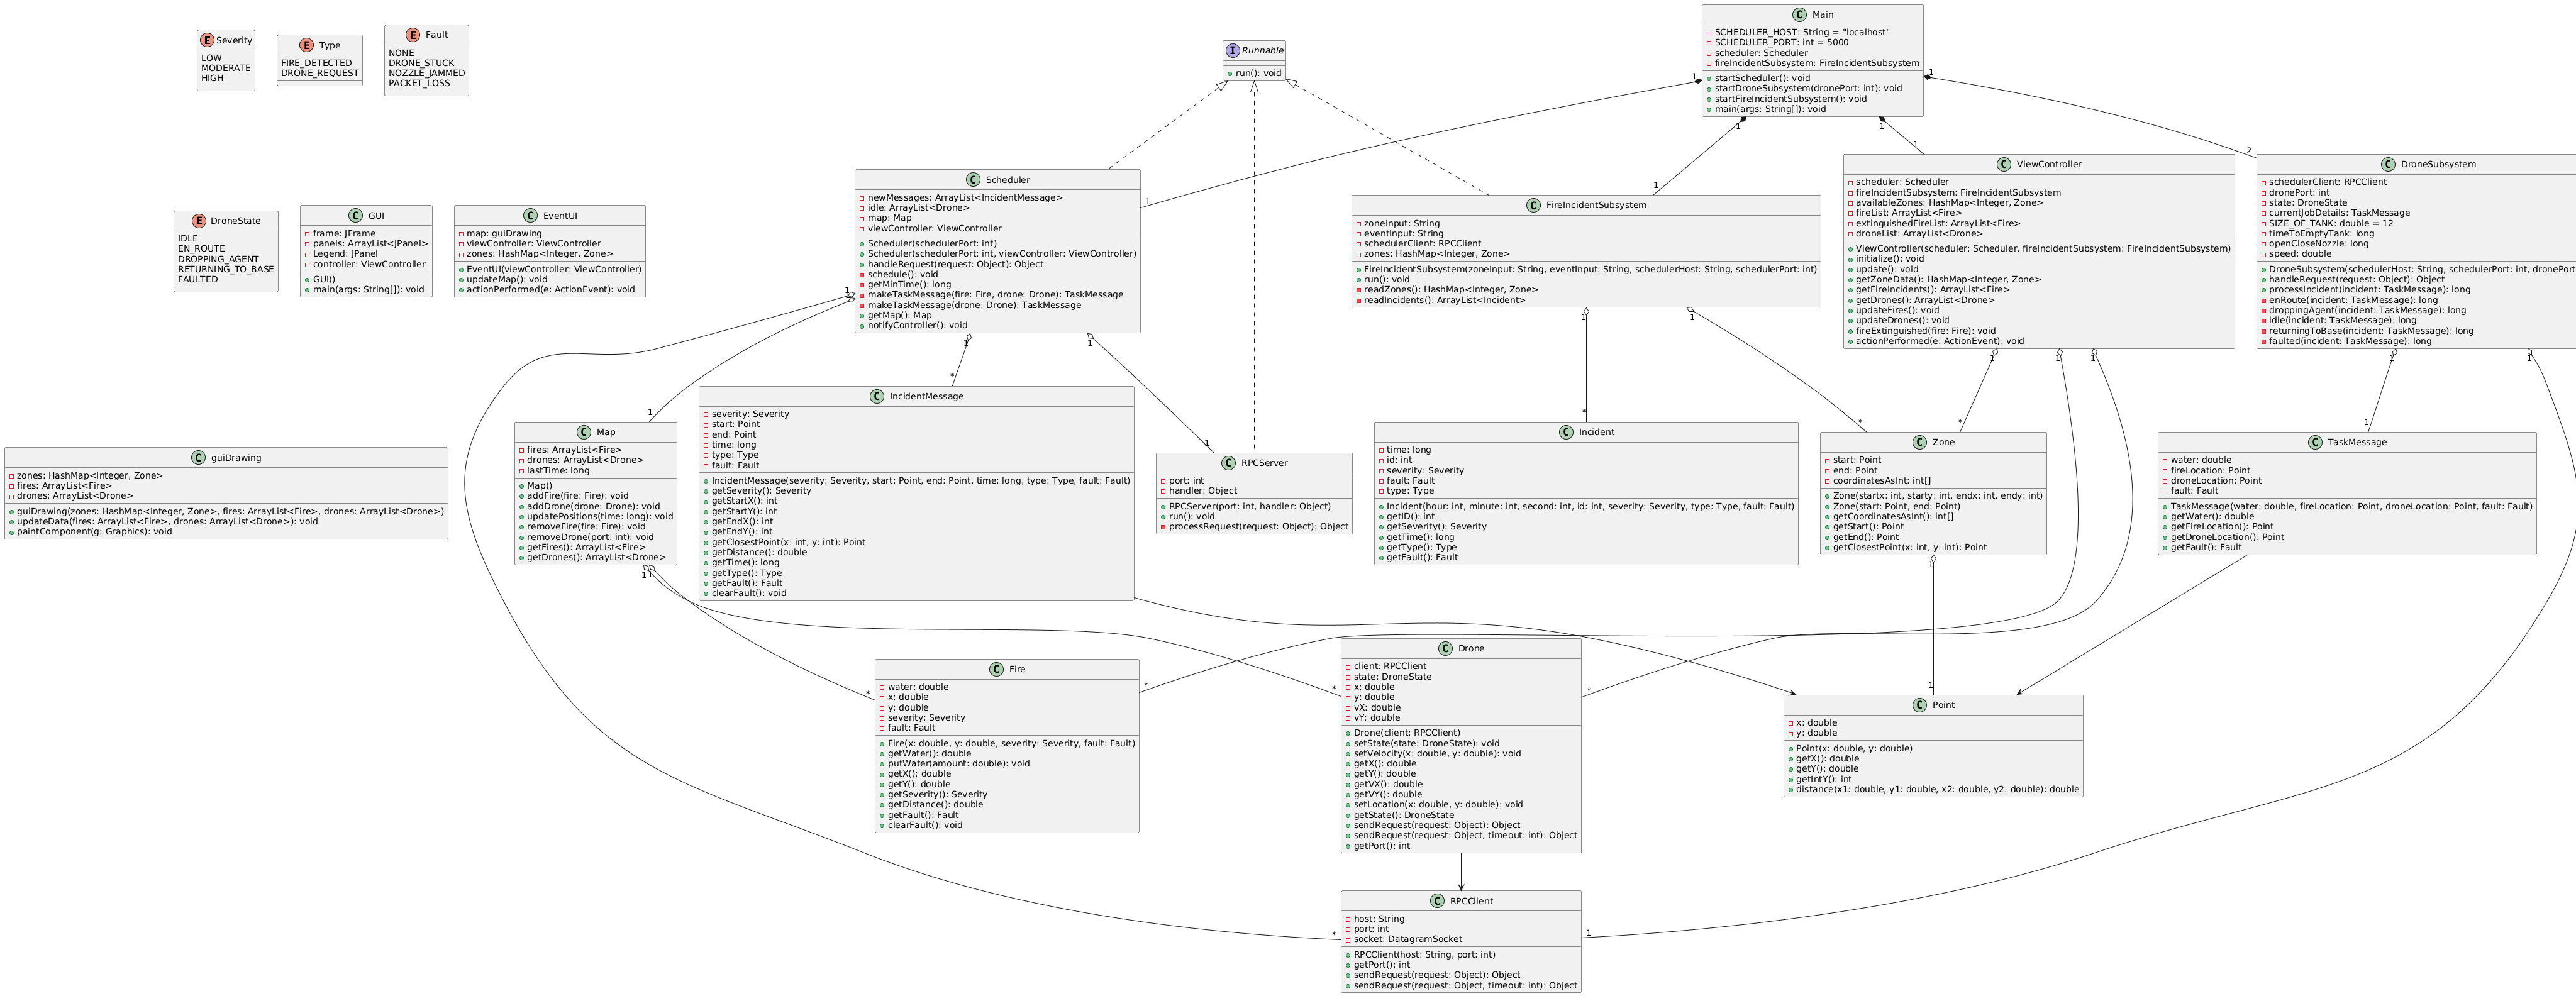 Severity
LOW
MODERATE
HIGH
Type
FIRE_DETECTED
DRONE_REQUEST
Fault
NONE
DRONE_STUCK
NOZZLE_JAMMED
PACKET_LOSS
Runnable
run(): void
Main
SCHEDULER_HOST: String = "localhost"
SCHEDULER_PORT: int = 5000
scheduler: Scheduler
fireIncidentSubsystem: FireIncidentSubsystem
startScheduler(): void
startDroneSubsystem(dronePort: int): void
startFireIncidentSubsystem(): void
main(args: String[]): void
1
1
1
1
DroneState
IDLE
EN_ROUTE
DROPPING_AGENT
RETURNING_TO_BASE
FAULTED
GUI
frame: JFrame
panels: ArrayList<JPanel>
Legend: JPanel
controller: ViewController
GUI()
main(args: String[]): void
EventUI
map: guiDrawing
viewController: ViewController
zones: HashMap<Integer, Zone>
EventUI(viewController: ViewController)
updateMap(): void
actionPerformed(e: ActionEvent): void
Scheduler
newMessages: ArrayList<IncidentMessage>
idle: ArrayList<Drone>
map: Map
viewController: ViewController
Scheduler(schedulerPort: int)
Scheduler(schedulerPort: int, viewController: ViewController)
handleRequest(request: Object): Object
schedule(): void
getMinTime(): long
makeTaskMessage(fire: Fire, drone: Drone): TaskMessage
makeTaskMessage(drone: Drone): TaskMessage
getMap(): Map
notifyController(): void
1
1
1
1
1
FireIncidentSubsystem
zoneInput: String
eventInput: String
schedulerClient: RPCClient
zones: HashMap<Integer, Zone>
FireIncidentSubsystem(zoneInput: String, eventInput: String, schedulerHost: String, schedulerPort: int)
run(): void
readZones(): HashMap<Integer, Zone>
readIncidents(): ArrayList<Incident>
1
1
1
ViewController
scheduler: Scheduler
fireIncidentSubsystem: FireIncidentSubsystem
availableZones: HashMap<Integer, Zone>
fireList: ArrayList<Fire>
extinguishedFireList: ArrayList<Fire>
droneList: ArrayList<Drone>
ViewController(scheduler: Scheduler, fireIncidentSubsystem: FireIncidentSubsystem)
initialize(): void
update(): void
getZoneData(): HashMap<Integer, Zone>
getFireIncidents(): ArrayList<Fire>
getDrones(): ArrayList<Drone>
updateFires(): void
updateDrones(): void
fireExtinguished(fire: Fire): void
actionPerformed(e: ActionEvent): void
1
1
1
1
2
DroneSubsystem
schedulerClient: RPCClient
dronePort: int
state: DroneState
currentJobDetails: TaskMessage
SIZE_OF_TANK: double = 12
timeToEmptyTank: long
openCloseNozzle: long
speed: double
DroneSubsystem(schedulerHost: String, schedulerPort: int, dronePort
handleRequest(request: Object): Object
processIncident(incident: TaskMessage): long
enRoute(incident: TaskMessage): long
droppingAgent(incident: TaskMessage): long
idle(incident: TaskMessage): long
returningToBase(incident: TaskMessage): long
faulted(incident: TaskMessage): long
1
1
guiDrawing
zones: HashMap<Integer, Zone>
fires: ArrayList<Fire>
drones: ArrayList<Drone>
guiDrawing(zones: HashMap<Integer, Zone>, fires: ArrayList<Fire>, drones: ArrayList<Drone>)
updateData(fires: ArrayList<Fire>, drones: ArrayList<Drone>): void
paintComponent(g: Graphics): void
1
Map
fires: ArrayList<Fire>
drones: ArrayList<Drone>
lastTime: long
Map()
addFire(fire: Fire): void
addDrone(drone: Drone): void
updatePositions(time: long): void
removeFire(fire: Fire): void
removeDrone(port: int): void
getFires(): ArrayList<Fire>
getDrones(): ArrayList<Drone>
1
1
*
IncidentMessage
severity: Severity
start: Point
end: Point
time: long
type: Type
fault: Fault
IncidentMessage(severity: Severity, start: Point, end: Point, time: long, type: Type, fault: Fault)
getSeverity(): Severity
getStartX(): int
getStartY(): int
getEndX(): int
getEndY(): int
getClosestPoint(x: int, y: int): Point
getDistance(): double
getTime(): long
getType(): Type
getFault(): Fault
clearFault(): void
1
RPCServer
port: int
handler: Object
RPCServer(port: int, handler: Object)
run(): void
processRequest(request: Object): Object
*
Incident
time: long
id: int
severity: Severity
fault: Fault
type: Type
Incident(hour: int, minute: int, second: int, id: int, severity: Severity, type: Type, fault: Fault)
getID(): int
getSeverity(): Severity
getTime(): long
getType(): Type
getFault(): Fault
*
*
Zone
start: Point
end: Point
coordinatesAsInt: int[]
Zone(startx: int, starty: int, endx: int, endy: int)
Zone(start: Point, end: Point)
getCoordinatesAsInt(): int[]
getStart(): Point
getEnd(): Point
getClosestPoint(x: int, y: int): Point
1
1
TaskMessage
water: double
fireLocation: Point
droneLocation: Point
fault: Fault
TaskMessage(water: double, fireLocation: Point, droneLocation: Point, fault: Fault)
getWater(): double
getFireLocation(): Point
getDroneLocation(): Point
getFault(): Fault
*
Fire
*
water: double
x: double
y: double
severity: Severity
fault: Fault
Fire(x: double, y: double, severity: Severity, fault: Fault)
getWater(): double
putWater(amount: double): void
getX(): double
getY(): double
getSeverity(): Severity
getDistance(): double
getFault(): Fault
clearFault(): void
*
Drone
*
client: RPCClient
state: DroneState
x: double
y: double
vX: double
vY: double
Drone(client: RPCClient)
setState(state: DroneState): void
setVelocity(x: double, y: double): void
getX(): double
getY(): double
getVX(): double
getVY(): double
setLocation(x: double, y: double): void
getState(): DroneState
sendRequest(request: Object): Object
sendRequest(request: Object, timeout: int): Object
getPort(): int
1
Point
x: double
y: double
Point(x: double, y: double)
getX(): double
getY(): double
getIntY(): int
distance(x1: double, y1: double, x2: double, y2: double): double
*
RPCClient
1
host: String
port: int
socket: DatagramSocket
RPCClient(host: String, port: int)
getPort(): int
sendRequest(request: Object): Object
sendRequest(request: Object, timeout: int): Object